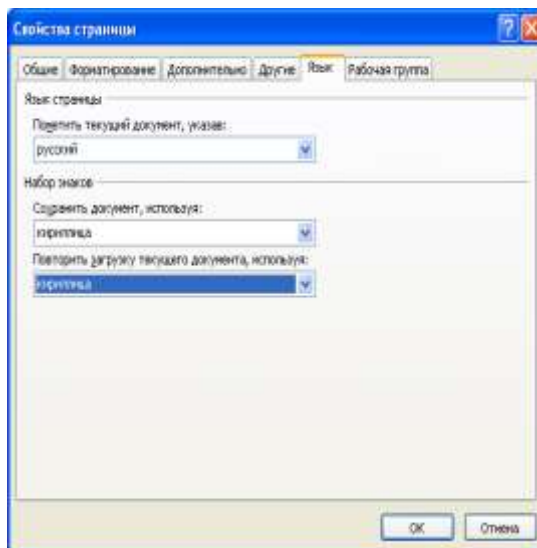 Свойства страницы
Общие Форматирование Дополнительно Другие Язык Рабочая группа
Язык страницы
Пометить текущий документ, указав:
русский
Набор знаков
Сохранить документ, используя:
кириллица
Повторить загрузку текущего документа, используя:
кириллица
OK Отмена